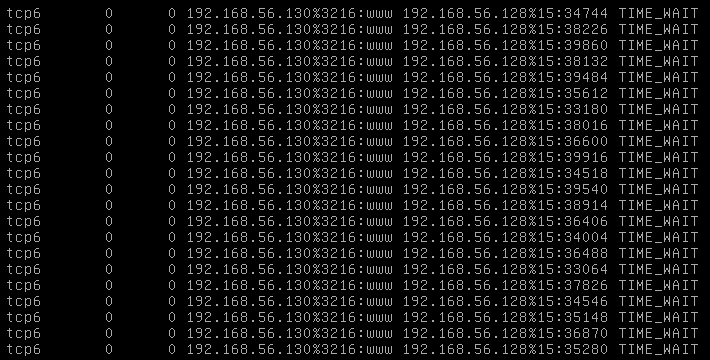 tcp6 0 0 192.168.56.130%3216:www 192.168.56.128%15:34744 TIME_WAIT
tcp6 0 0 192.168.56.130%3216:www 192.168.56.128%15:38226 TIME_WAIT
tcp6 0 0 192.168.56.130%3216:www 192.168.56.128%15:39860 TIME_WAIT
tcp6 0 0 192.168.56.130%3216:www 192.168.56.128%15:38132 TIME_WAIT
tcp6 0 0 192.168.56.130%3216:www 192.168.56.128%15:39484 TIME_WAIT
tcp6 0 0 192.168.56.130%3216:www 192.168.56.128%15:35612 TIME_WAIT
tcp6 0 0 192.168.56.130%3216:www 192.168.56.128%15:33180 TIME_WAIT
tcp6 0 0 192.168.56.130%3216:www 192.168.56.128%15:38016 TIME_WAIT
tcp6 0 0 192.168.56.130%3216:www 192.168.56.128%15:36600 TIME_WAIT
tcp6 0 0 192.168.56.130%3216:www 192.168.56.128%15:39916 TIME_WAIT
tcp6 0 0 192.168.56.130%3216:www 192.168.56.128%15:34518 TIME_WAIT
tcp6 0 0 192.168.56.130%3216:www 192.168.56.128%15:39540 TIME_WAIT
tcp6 0 0 192.168.56.130%3216:www 192.168.56.128%15:38914 TIME_WAIT
tcp6 0 0 192.168.56.130%3216:www 192.168.56.128%15:36406 TIME_WAIT
tcp6 0 0 192.168.56.130%3216:www 192.168.56.128%15:34004 TIME_WAIT
tcp6 0 0 192.168.56.130%3216:www 192.168.56.128%15:36488 TIME_WAIT
tcp6 0 0 192.168.56.130%3216:www 192.168.56.128%15:33064 TIME_WAIT
tcp6 0 0 192.168.56.130%3216:www 192.168.56.128%15:37826 TIME_WAIT
tcp6 0 0 192.168.56.130%3216:www 192.168.56.128%15:34546 TIME_WAIT
tcp6 0 0 192.168.56.130%3216:www 192.168.56.128%15:35148 TIME_WAIT
tcp6 0 0 192.168.56.130%3216:www 192.168.56.128%15:36870 TIME_WAIT
tcp6 0 0 192.168.56.130%3216:www 192.168.56.128%15:35280 TIME_WAIT